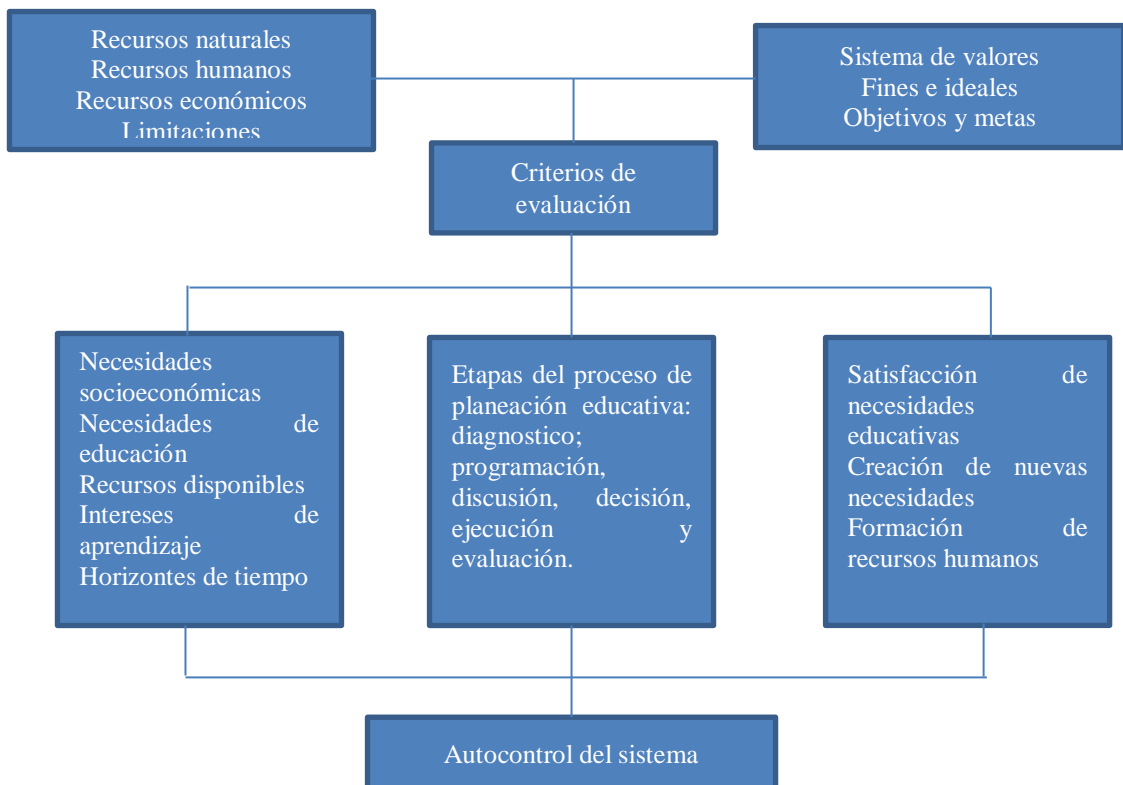 Recursos naturales
Recursos humanos
Recursos económicos
Limitaciones
Sistema de valores
Fines e ideales
Objetivos y metas
Criterios de
evaluación
Necesidades
socioeconómicas
Necesidades de
educación
Recursos disponibles
Intereses de
aprendizaje
Horizontes de tiempo
Etapas del proceso de
planeación educativa:
diagnostico;
programación,
discusión, decisión,
ejecución y
evaluación.
Satisfacción de
necesidades
educativas
Creación de nuevas
necesidades
Formación de
recursos humanos
Autocontrol del sistema